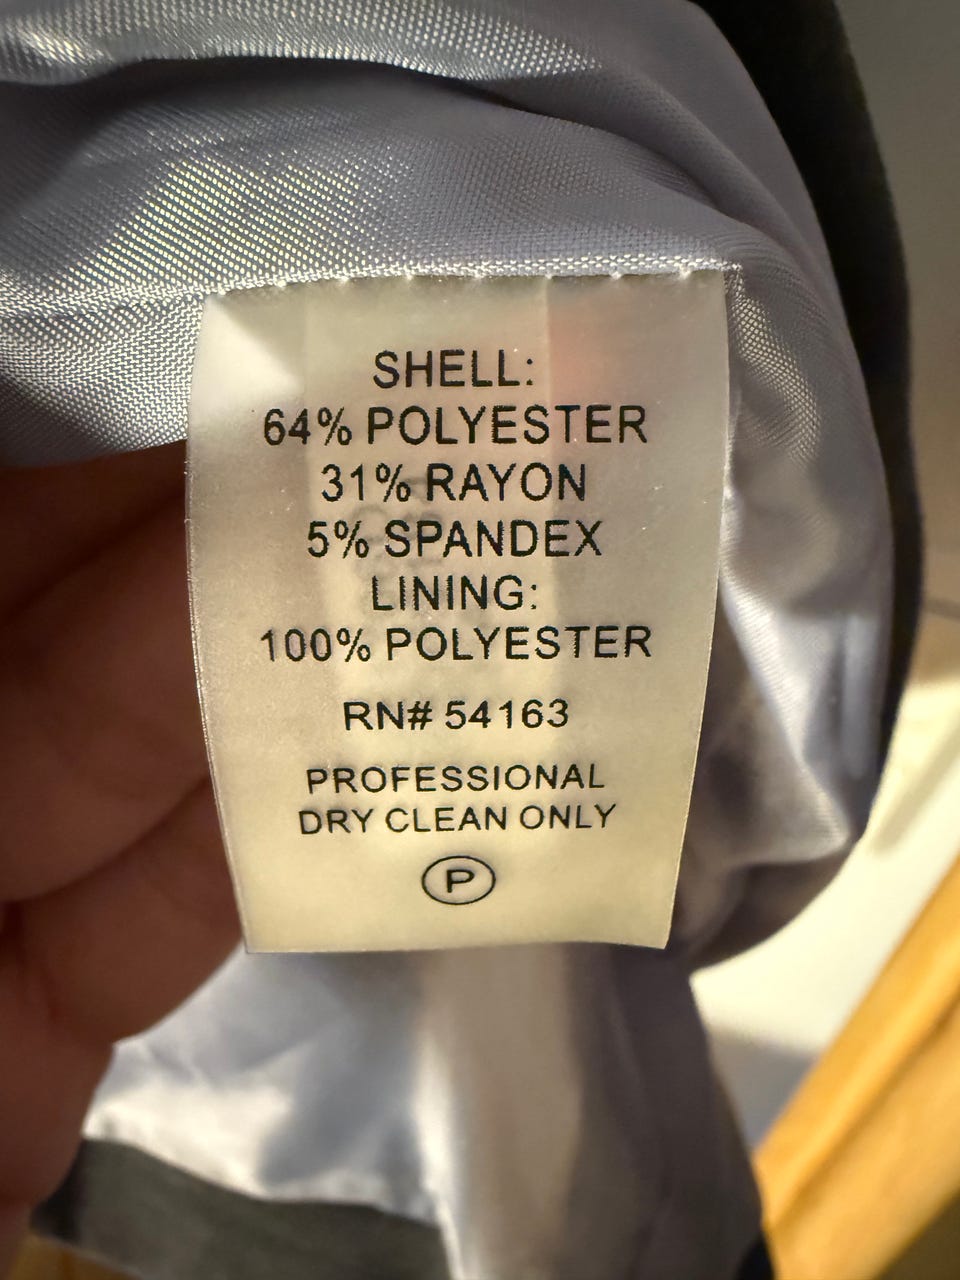 SHELL:
64% POLYESTER
31% RAYON
5% SPANDEX
LINING:
100% POLYESTER
RN# 54163
PROFESSIONAL
DRY CLEAN ONLY
P